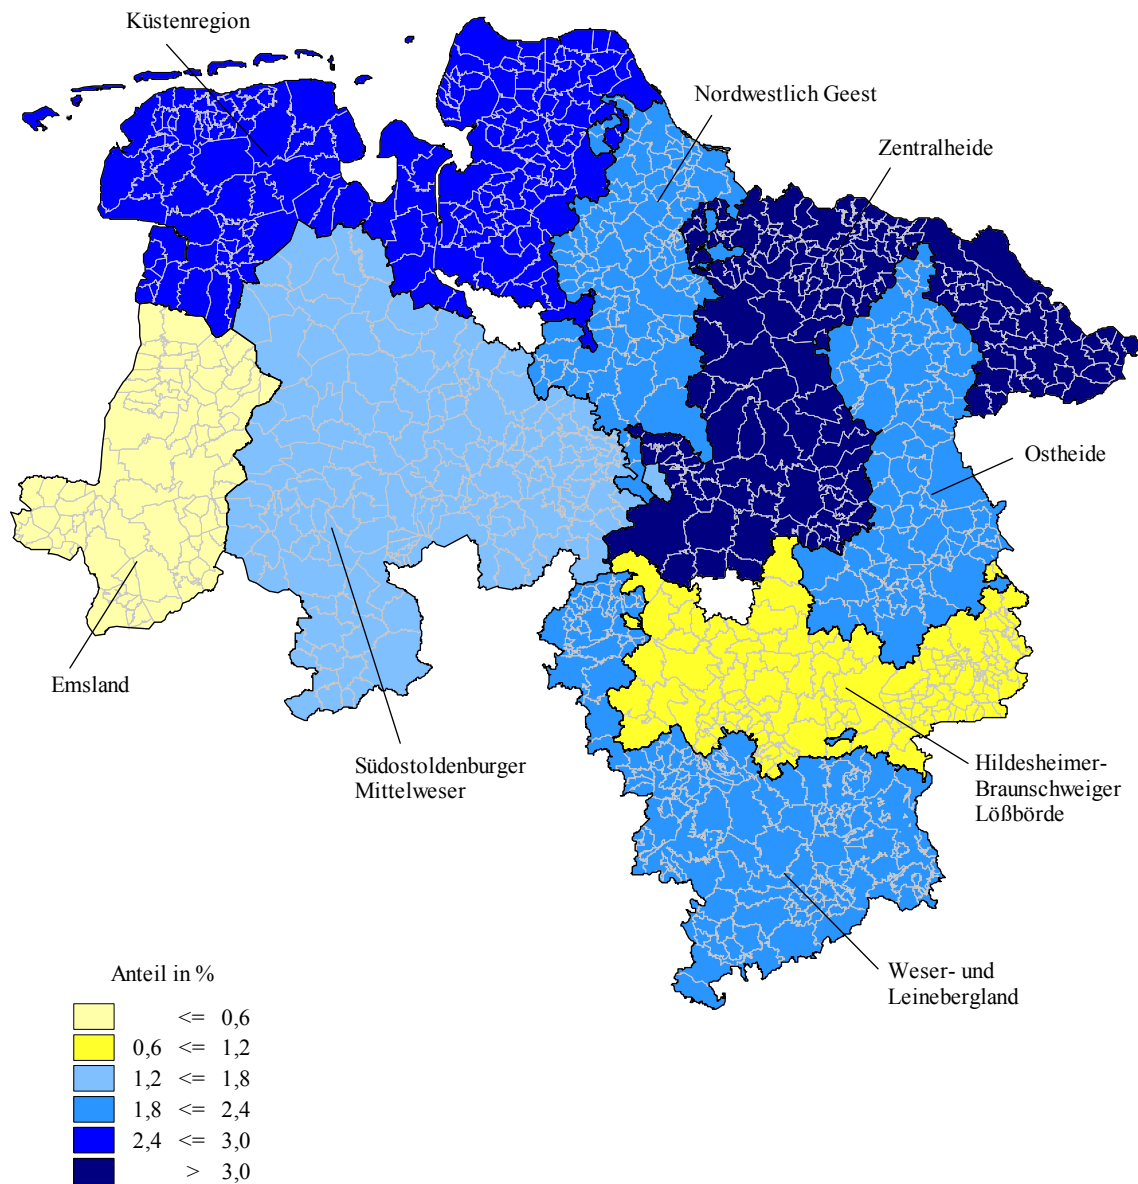 Küstenregion
Nordwestlich Geest
Zentralheide
Ostheide
Emsland
Südostoldenburger
Mittelweser
Hildesheimer-
Braunschweiger
Lößbörde
Weser- und
Leinebergland
Anteil in %
<= 0,6
0,6 <= 1,2
1,2 <= 1,8
1,8 <= 2,4
2,4 <= 3,0
> 3,0